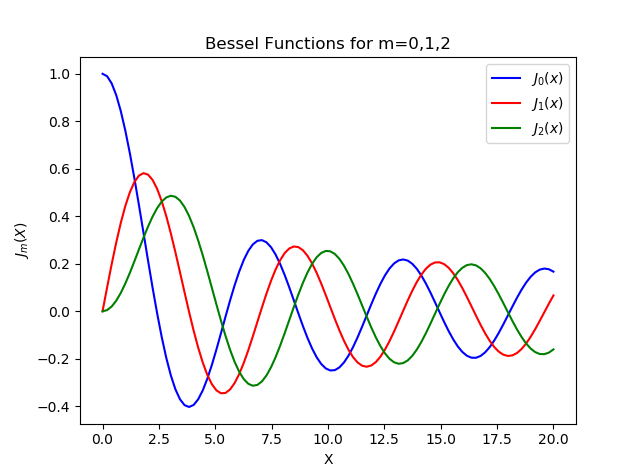 Bessel Functions for m=0,1,2
J_0(x)
J_1(x)
J_2(x)
J_m(X)
1.0
0.8
0.6
0.4
0.2
0.0
−0.2
−0.4
0.0 2.5 5.0 7.5 10.0 12.5 15.0 17.5 20.0
X